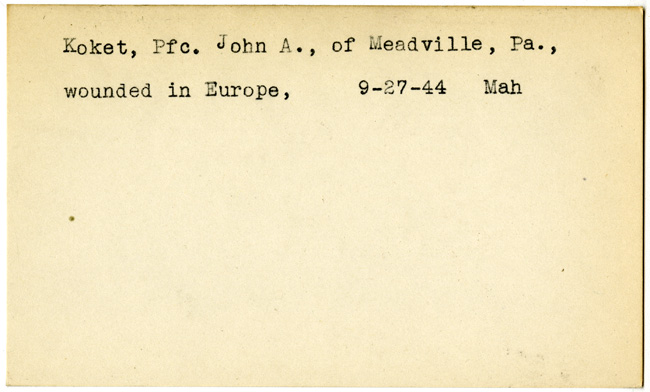 Koket, Pfc. John A., of Meadville, Pa.,
wounded in Europe, 9-27-44 Mah